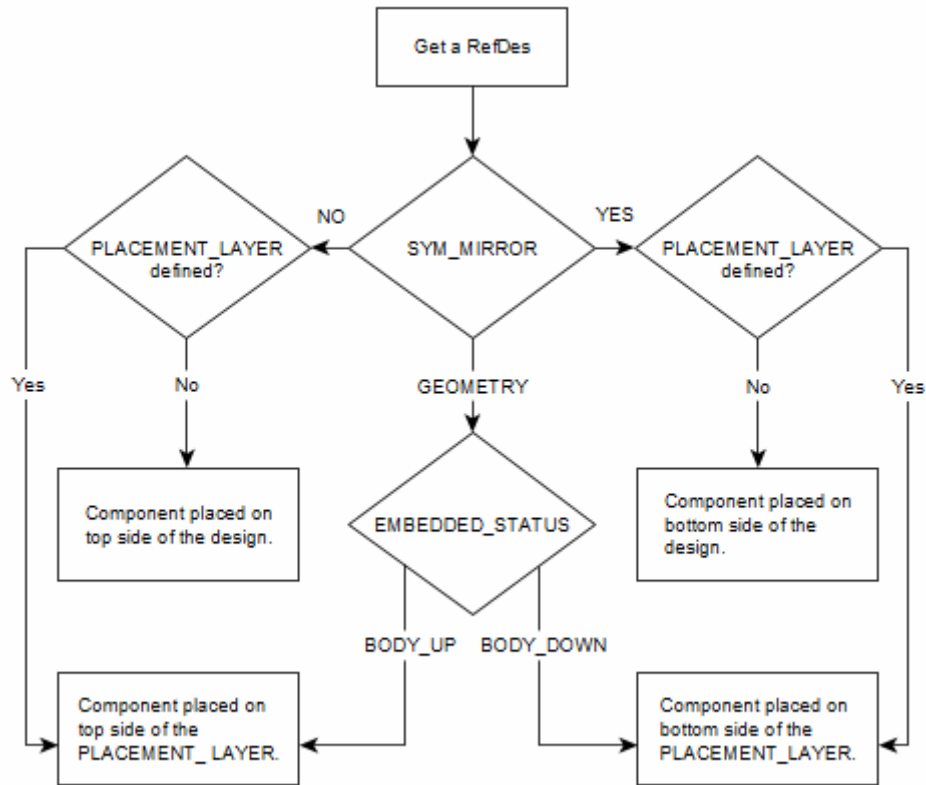 Get a RefDes
NO
YES
PLACEMENT_LAYER
defined?
SYM_MIRROR
PLACEMENT_LAYER
defined?
Yes
No
GEOMETRY
No
Yes
Component placed on
top side of the design.
EMBEDDED_STATUS
Component placed on
bottom side of the
design.
BODY_UP
BODY_DOWN
Component placed on
top side of the
PLACEMENT_ LAYER.
Component placed on
bottom side of the
PLACEMENT_LAYER.